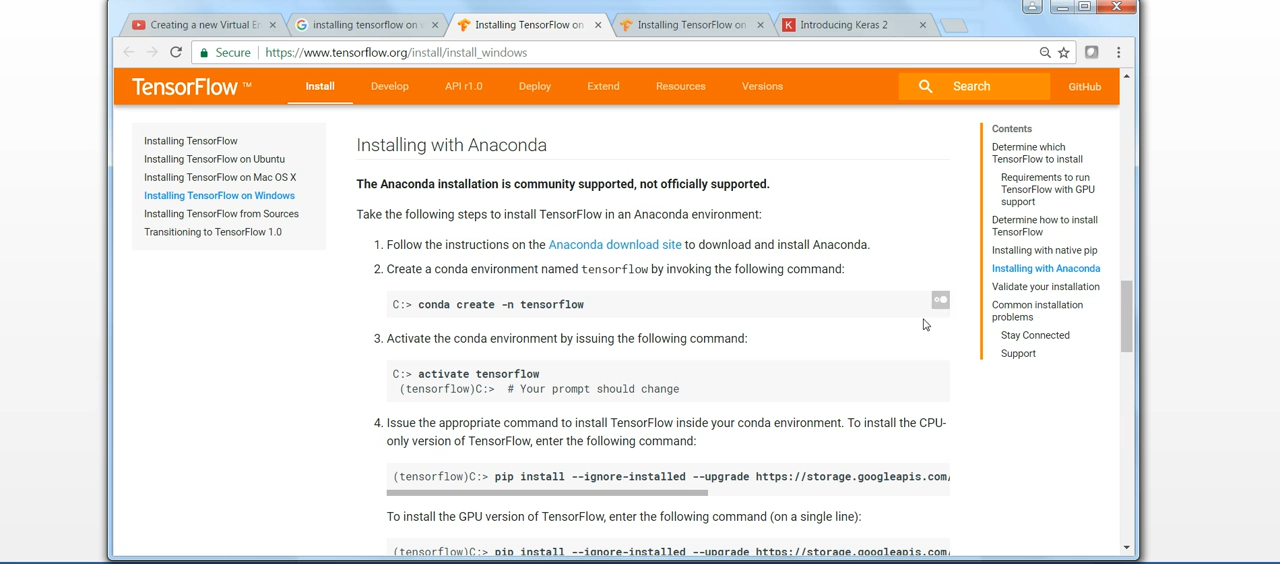 Creating a new Virtual En
installing tensorflow on
Installing TensorFlow on
Installing TensorFlow on
K Introducing Keras 2
Secure https://www.tensorflow.org/install/install_windows
TensorFlow™ Install Develop API r1.0 Deploy Extend Resources Versions Search GitHub
Installing TensorFlow
Installing TensorFlow on Ubuntu
Installing TensorFlow on Mac OS X
Installing TensorFlow on Windows
Installing TensorFlow from Sources
Transitioning to TensorFlow 1.0
Installing with Anaconda
The Anaconda installation is community supported, not officially supported.
Take the following steps to install TensorFlow in an Anaconda environment:
1. Follow the instructions on the Anaconda download site to download and install Anaconda.
2. Create a conda environment named tensorflow by invoking the following command:
C:> conda create -n tensorflow
3. Activate the conda environment by issuing the following command:
C:> activate tensorflow
(tensorflow)C:> # Your prompt should change
4. Issue the appropriate command to install TensorFlow inside your conda environment. To install the CPU-
only version of TensorFlow, enter the following command:
(tensorflow)C:> pip install --ignore-installed --upgrade https://storage.googleapis.com/
To install the GPU version of TensorFlow, enter the following command (on a single line):
(tensorflow)C:> pip install --ignore-installed --upgrade https://storage.googleapis.com/
Contents
Determine which
TensorFlow to install
Requirements to run
TensorFlow with GPU
support
Determine how to install
TensorFlow
Installing with native pip
Installing with Anaconda
Validate your installation
Common installation
problems
Stay Connected
Support